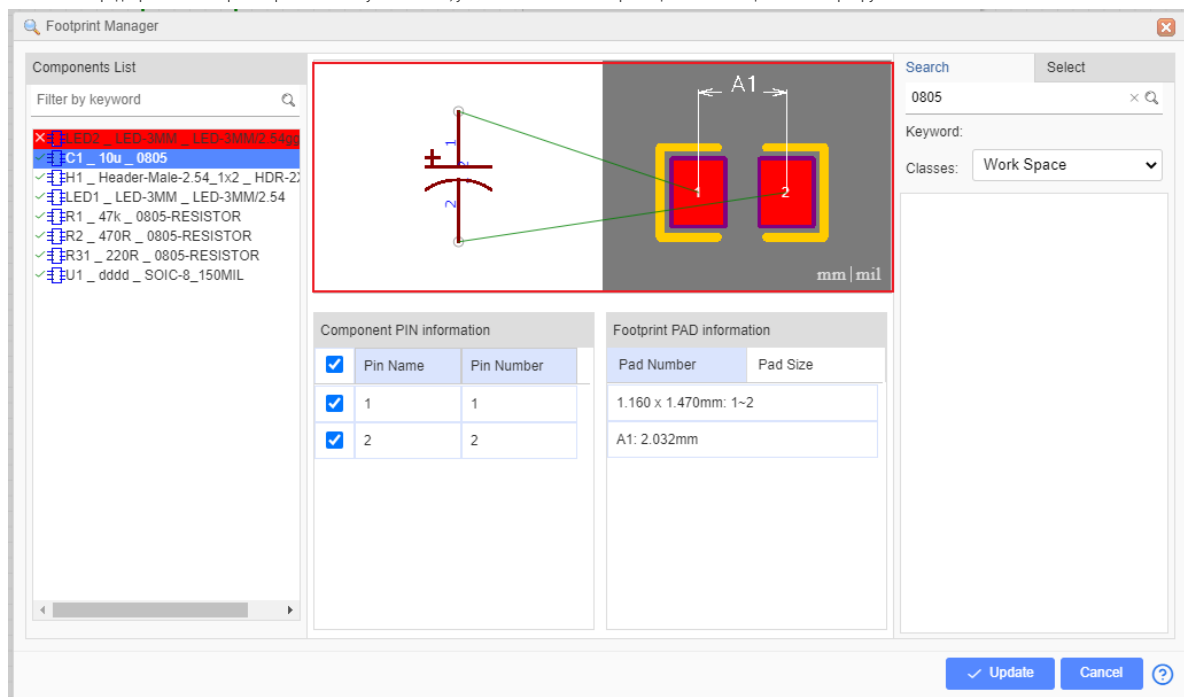 Footprint Manager
Components List
Filter by keyword
LED2 _ LED-3MM _ LED-3MM/2.54gg
C1 _ 10u _ 0805
H1 _ Header-Male-2.54_1x2 _ HDR-2
LED1 _ LED-3MM _ LED-3MM/2.54
R1 _ 47k _ 0805-RESISTOR
R2 _ 470R _ 0805-RESISTOR
R31 _ 220R _ 0805-RESISTOR
U1 _ dddd _ SOIC-8_150MIL
+
1
2
2
A1
1
2
mm|mil
Component PIN information
Pin Name Pin Number
1 1
2 2
Footprint PAD information
Pad Number Pad Size
1.160 x 1.470mm: 1~2
A1: 2.032mm
Search Select
0805
Keyword:
Classes: Work Space
Update Cancel ?